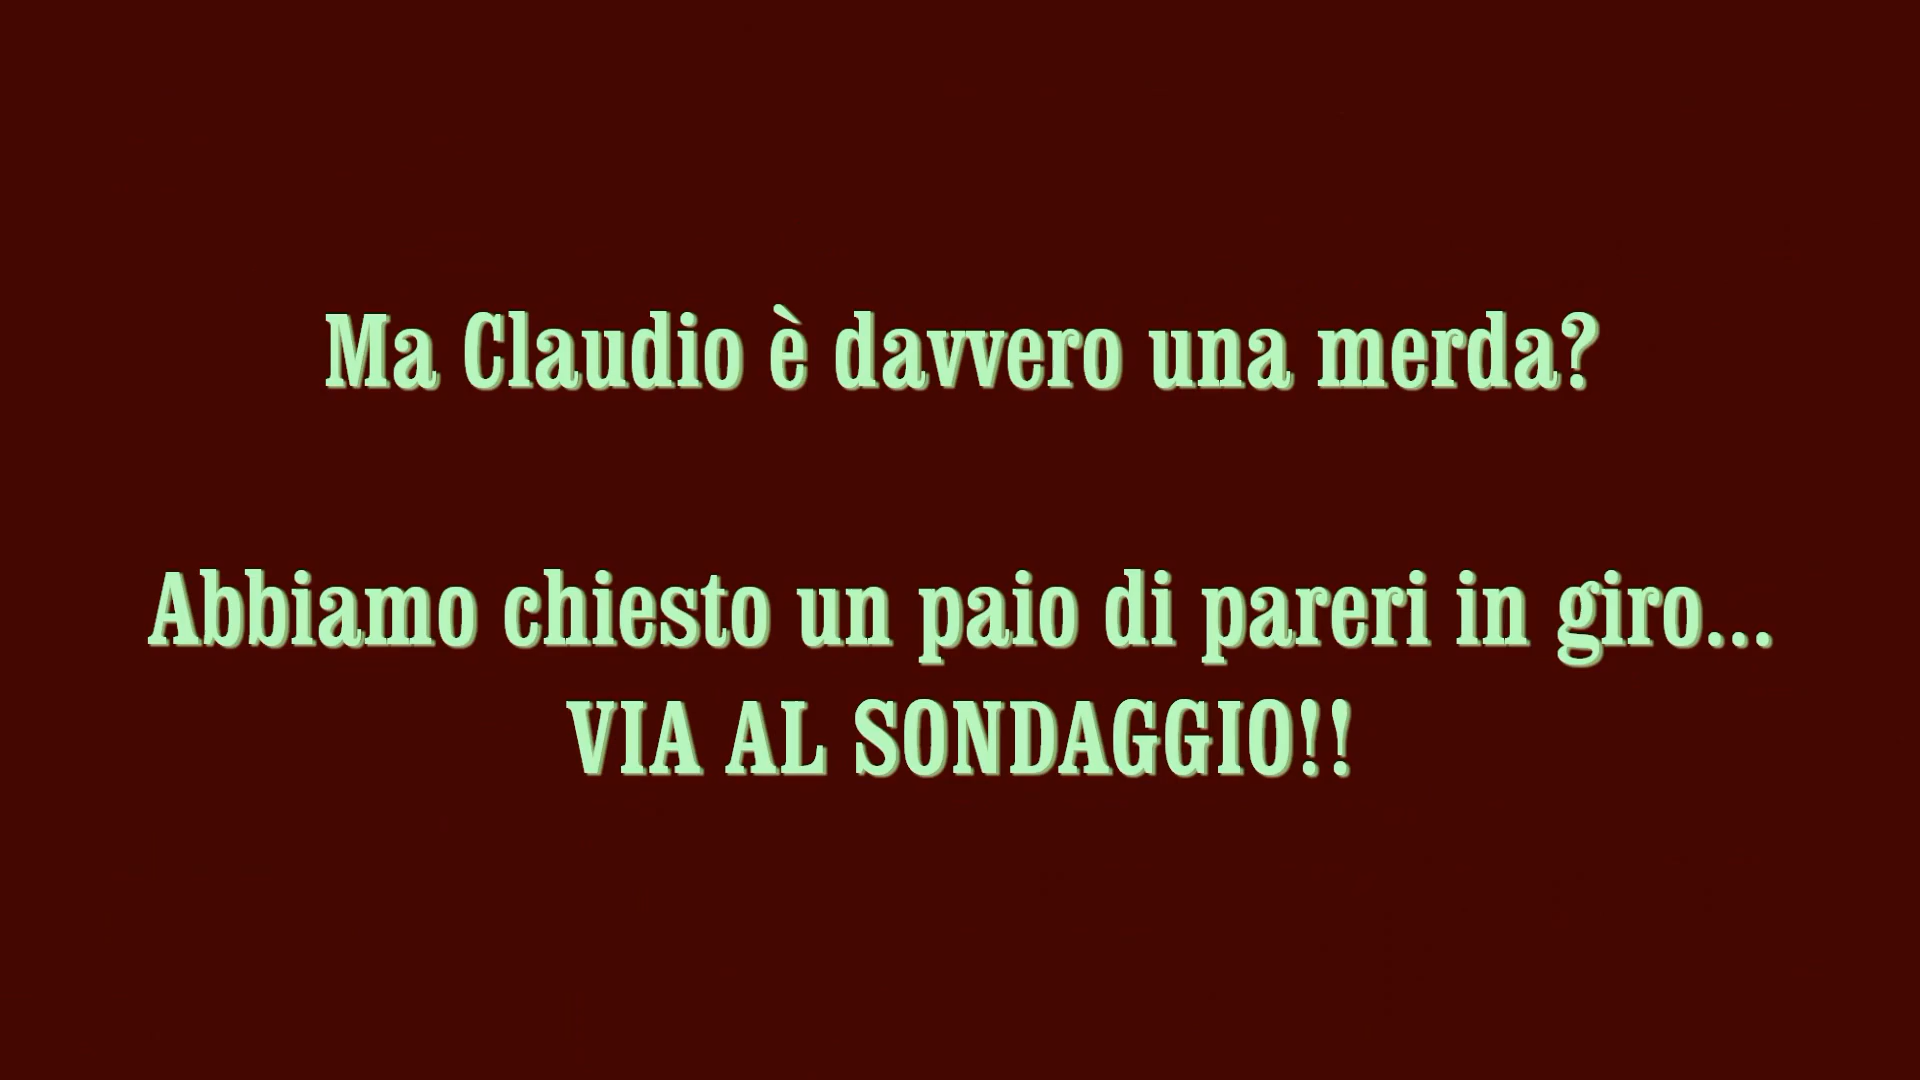 Ma Claudio è davvero una merda?
Abbiamo chiesto un paio di pareri in giro...
VIA AL SONDAGGIO!!